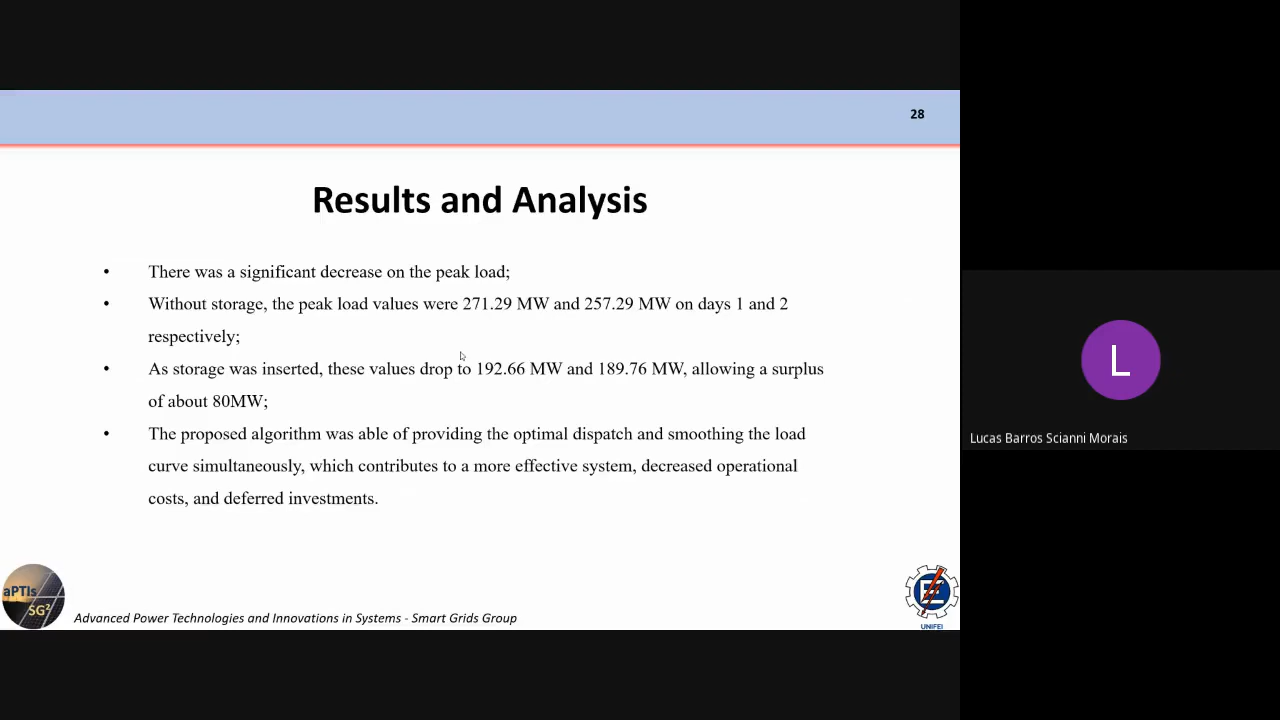 28
Results and Analysis
• There was a significant decrease on the peak load;
• Without storage, the peak load values were 271.29 MW and 257.29 MW on days 1 and 2
respectively;
• As storage was inserted, these values drop to 192.66 MW and 189.76 MW, allowing a surplus
of about 80MW;
• The proposed algorithm was able of providing the optimal dispatch and smoothing the load
curve simultaneously, which contributes to a more effective system, decreased operational
costs, and deferred investments.
L
Lucas Barros Scianni Morais
aPTIs
SG²
Advanced Power Technologies and Innovations in Systems - Smart Grids Group
E
UNIFEI